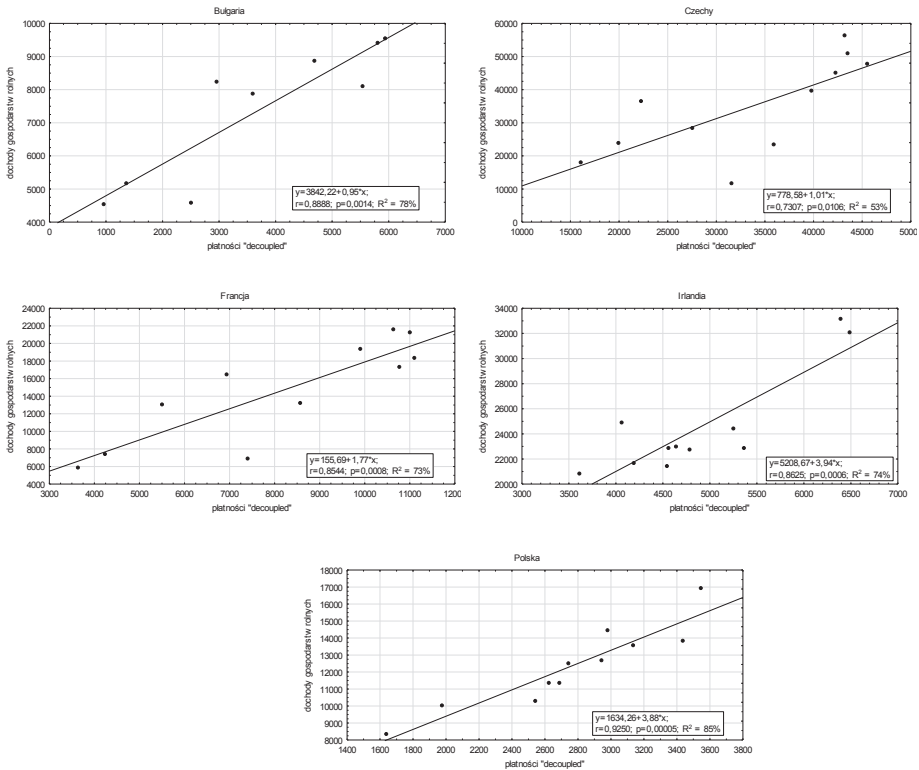 Bułgaria
dochody gospodarstw rolnych
10000
9000
8000
7000
6000
5000
4000
y=3842,22+0,95*x;
r=0,8888; p=0,0014; R² = 78%
0 1000 2000 3000 4000 5000 6000 7000
płatności "decoupled"
Czechy
dochody gospodarstw rolnych
60000
50000
40000
30000
20000
10000
0
y=778,58+1,01*x;
r=0,7307; p=0,0106; R² = 53%
10000 15000 20000 25000 30000 35000 40000 45000 5000
płatności "decoupled"
Francja
dochody gospodarstw rolnych
24000
22000
20000
18000
16000
14000
12000
10000
8000
6000
4000
y=155,69+1,77*x;
r=0,8544; p=0,0008; R² = 73%
3000 4000 5000 6000 7000 8000 9000 10000 11000 1200
płatności "decoupled"
Irlandia
dochody gospodarstw rolnych
34000
32000
30000
28000
26000
24000
22000
20000
y=5208,67+3,94*x;
r=0,8625; p=0,0006; R² = 74%
3000 3500 4000 4500 5000 5500 6000 6500 7000
płatności "decoupled"
Polska
dochody gospodarstw rolnych
18000
17000
16000
15000
14000
13000
12000
11000
10000
9000
8000
y=1634,26+3,88*x;
r=0,9250; p=0,00005; R² = 85%
1400 1600 1800 2000 2200 2400 2600 2800 3000 3200 3400 3600 3800
płatności "decoupled"